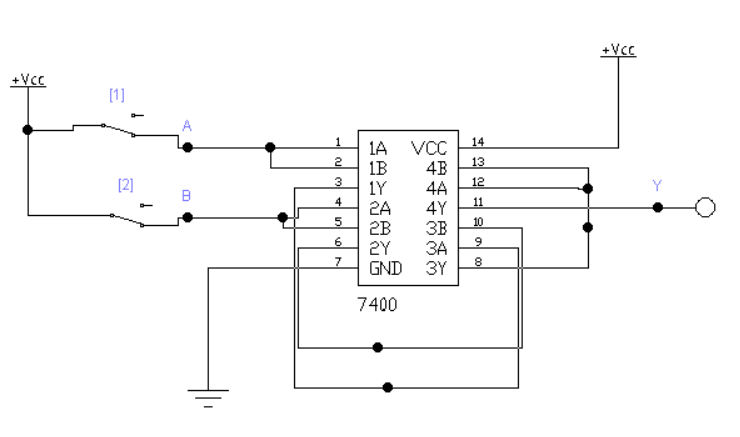 +Vcc
+Vcc
[1]
A
[2]
B
Y
1 1A VCC 14
2 1B 4B 13
3 1Y 4A 12
4 2A 4Y 11
5 2B 3B 10
6 2Y 3A 9
7 GND 3Y 8
7400